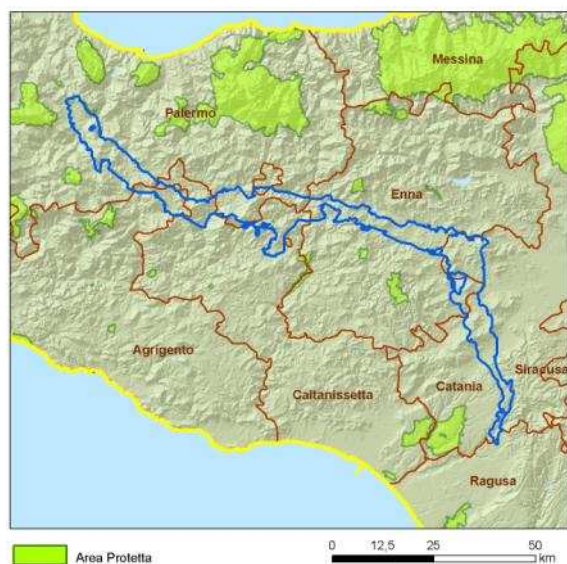 Messina
Palermo
Enna
Agrigento
Caltanissetta
Catania
Siracusa
Ragusa
Area Protetta
0 12,5 25 50
km